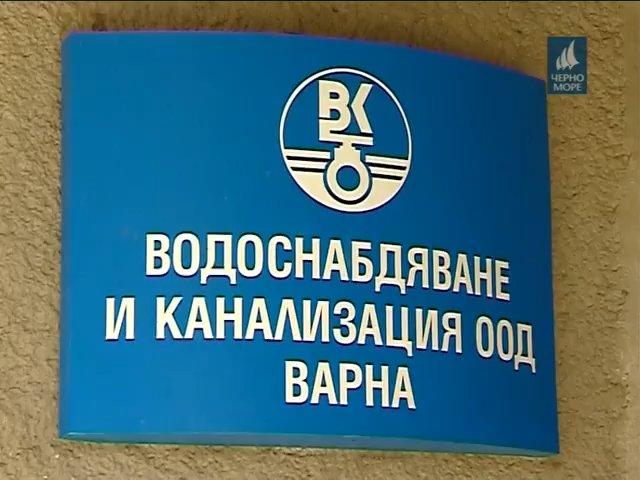 ЧЕРНО
МОРЕ
ВК
ВОДОСНАБДЯВАНЕ
И КАНАЛИЗАЦИЯ ООД
ВАРНА